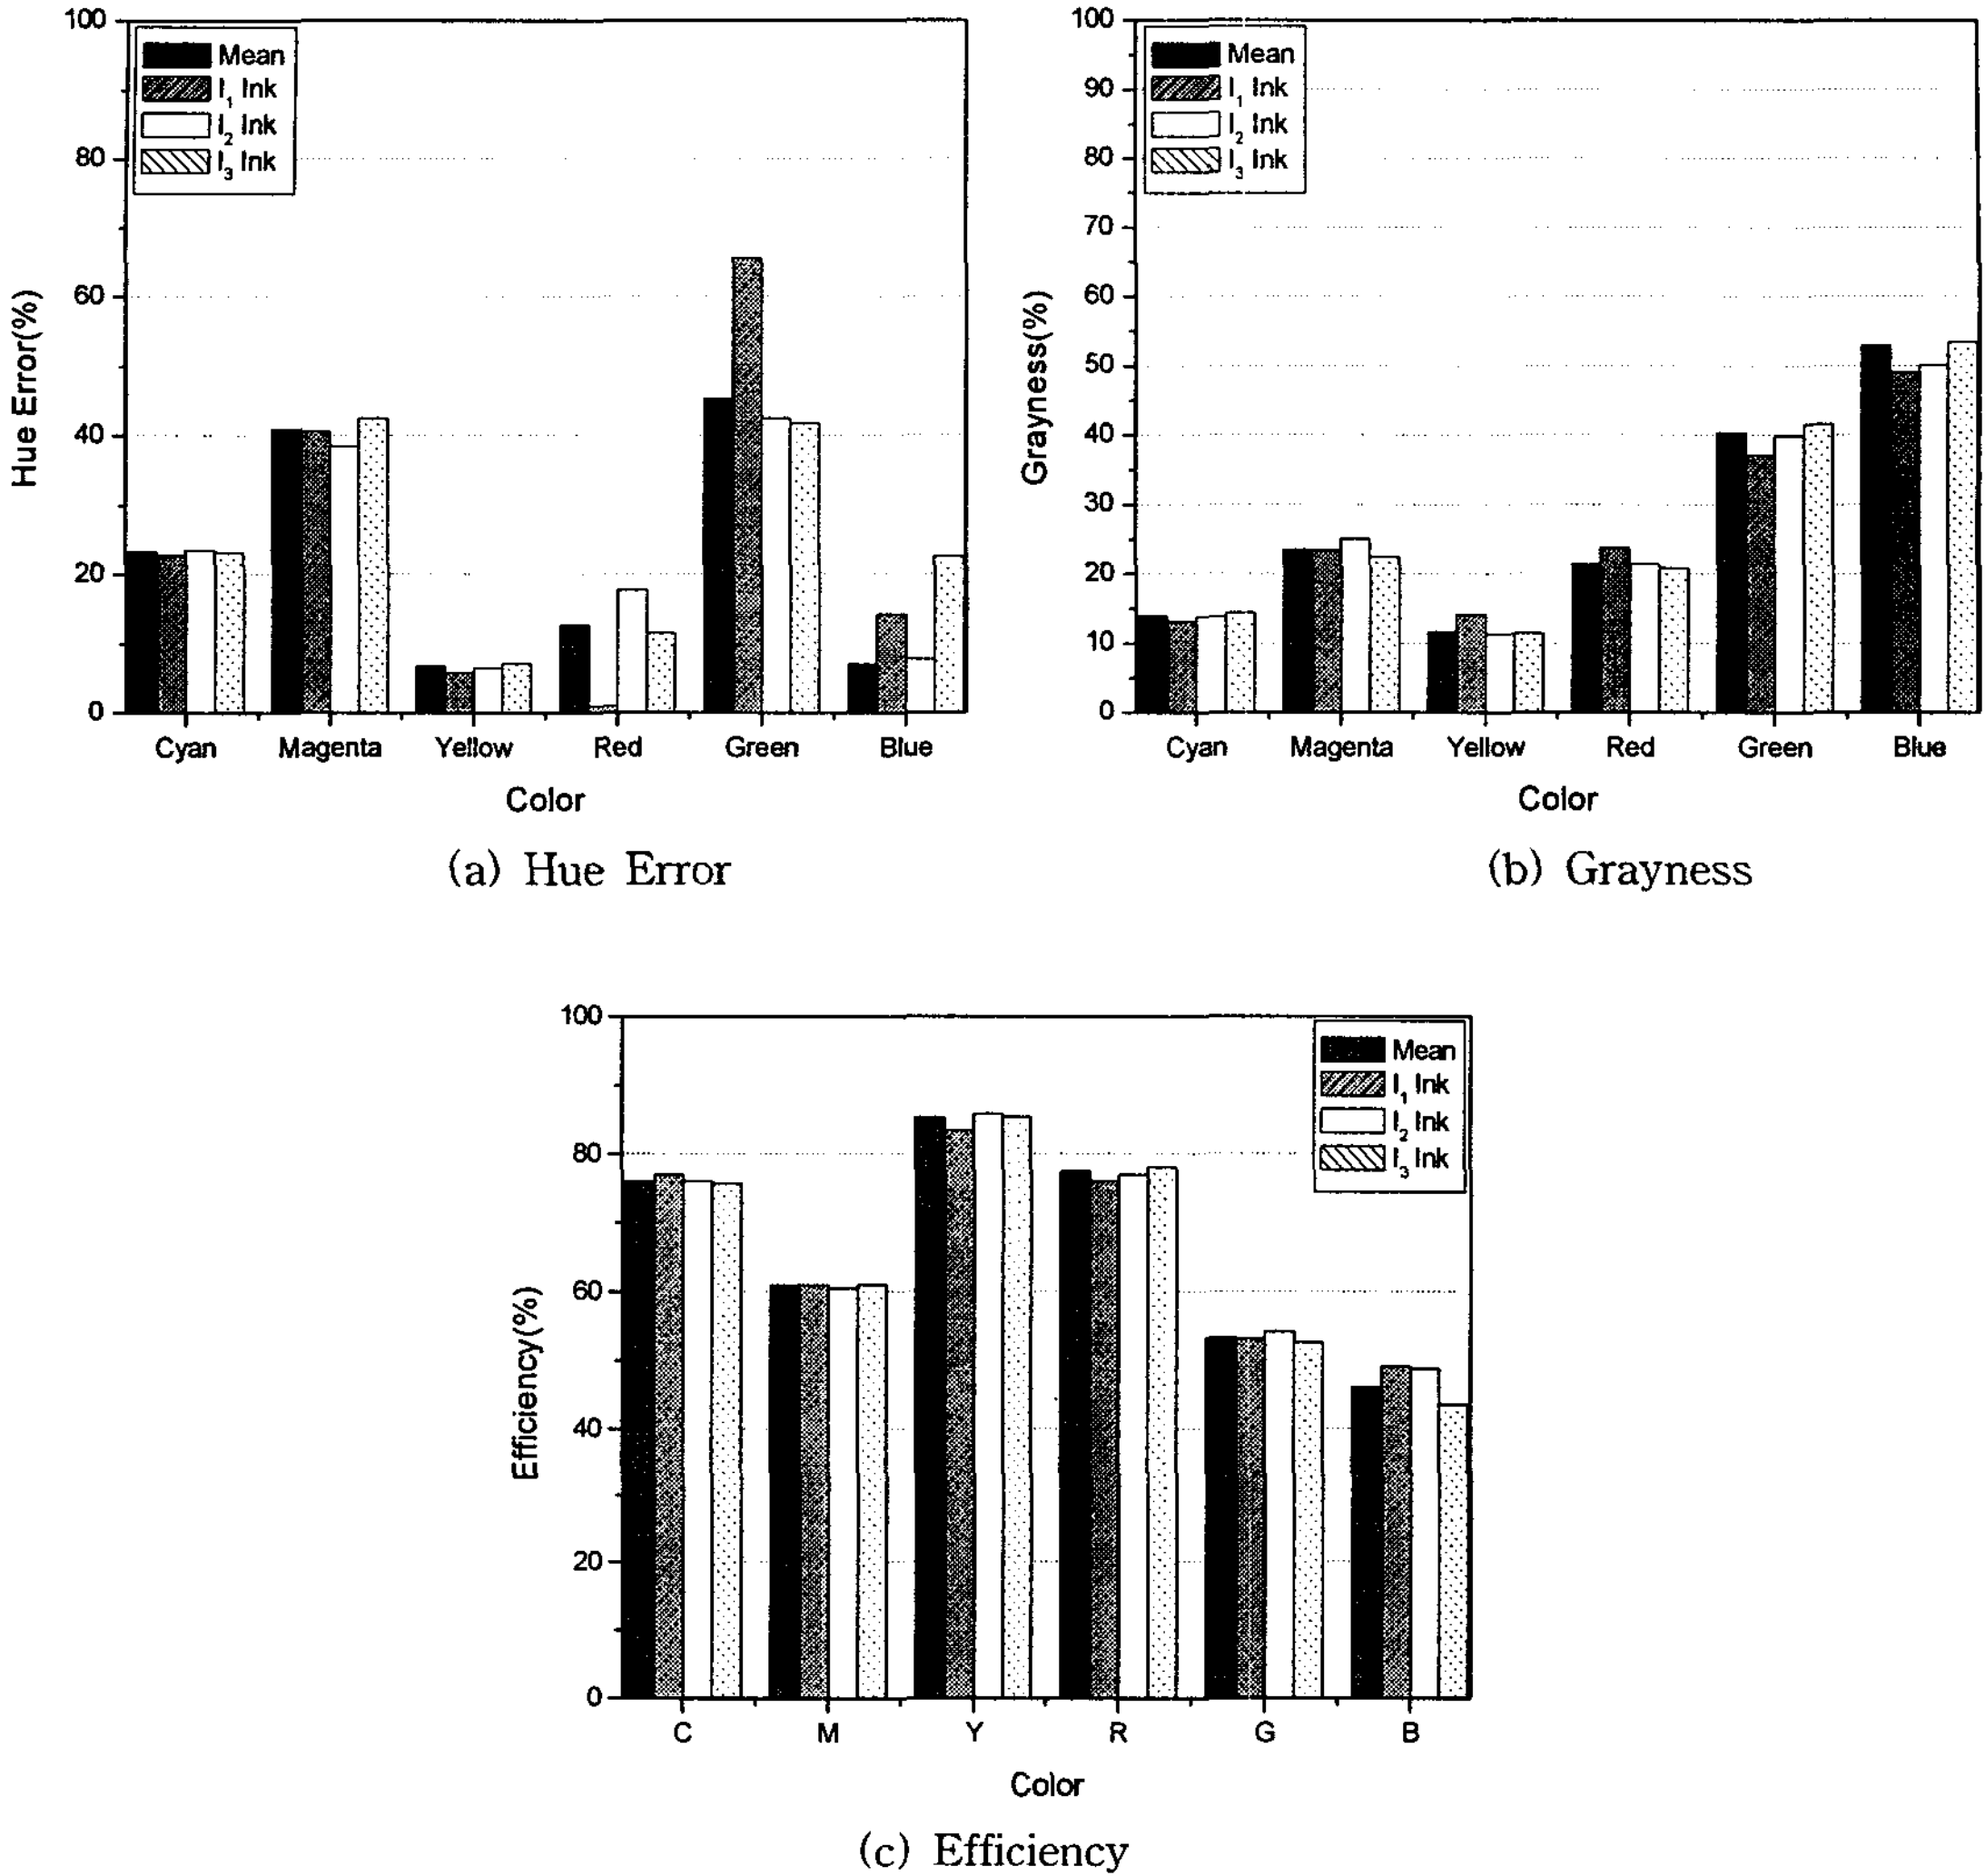 100
80
60
40
20
0
Hue Error(%)
Mean
I1 Ink
I2 Ink
I3 Ink
Cyan Magenta Yellow Red Green Blue
Color
(a) Hue Error
100
90
80
70
60
50
40
30
20
10
0
Grayness(%)
Mean
I1 Ink
I2 Ink
I3 Ink
Cyan Magenta Yellow Red Green Blue
Color
(b) Grayness
100
80
60
40
20
0
Efficiency(%)
Mean
I1 Ink
I2 Ink
I3 Ink
C M Y R G B
Color
(c) Efficiency